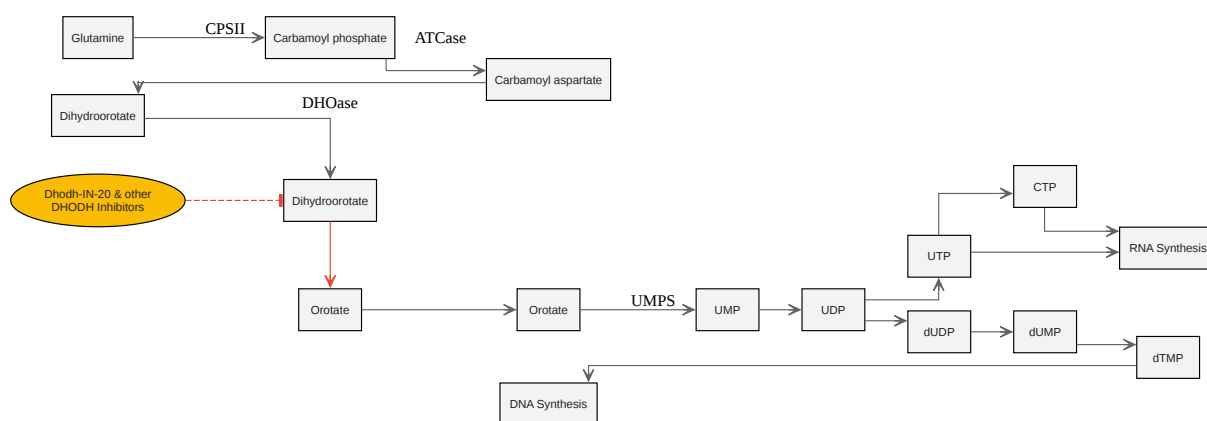 Glutamine
CPSII
Carbamoyl phosphate
ATCase
Carbamoyl aspartate
Dihydroorotate
DHOase
Dhodh-IN-20 & other
DHODH Inhibitors
Dihydroorotate
CTP
UTP
RNA Synthesis
Orotate
Orotate
UMPS
UMP
UDP
dUDP
dUMP
dTMP
DNA Synthesis